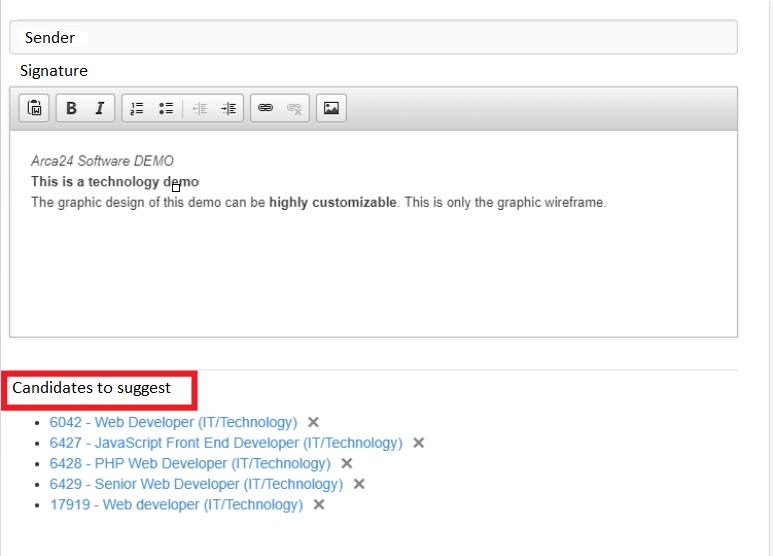 Sender
Signature
B I
Arca24 Software DEMO
This is a technology demo
The graphic design of this demo can be highly customizable. This is only the graphic wireframe.
Candidates to suggest
6042 - Web Developer (IT/Technology)
6427 - JavaScript Front End Developer (IT/Technology)
6428 - PHP Web Developer (IT/Technology)
6429 - Senior Web Developer (IT/Technology)
17919 - Web developer (IT/Technology)